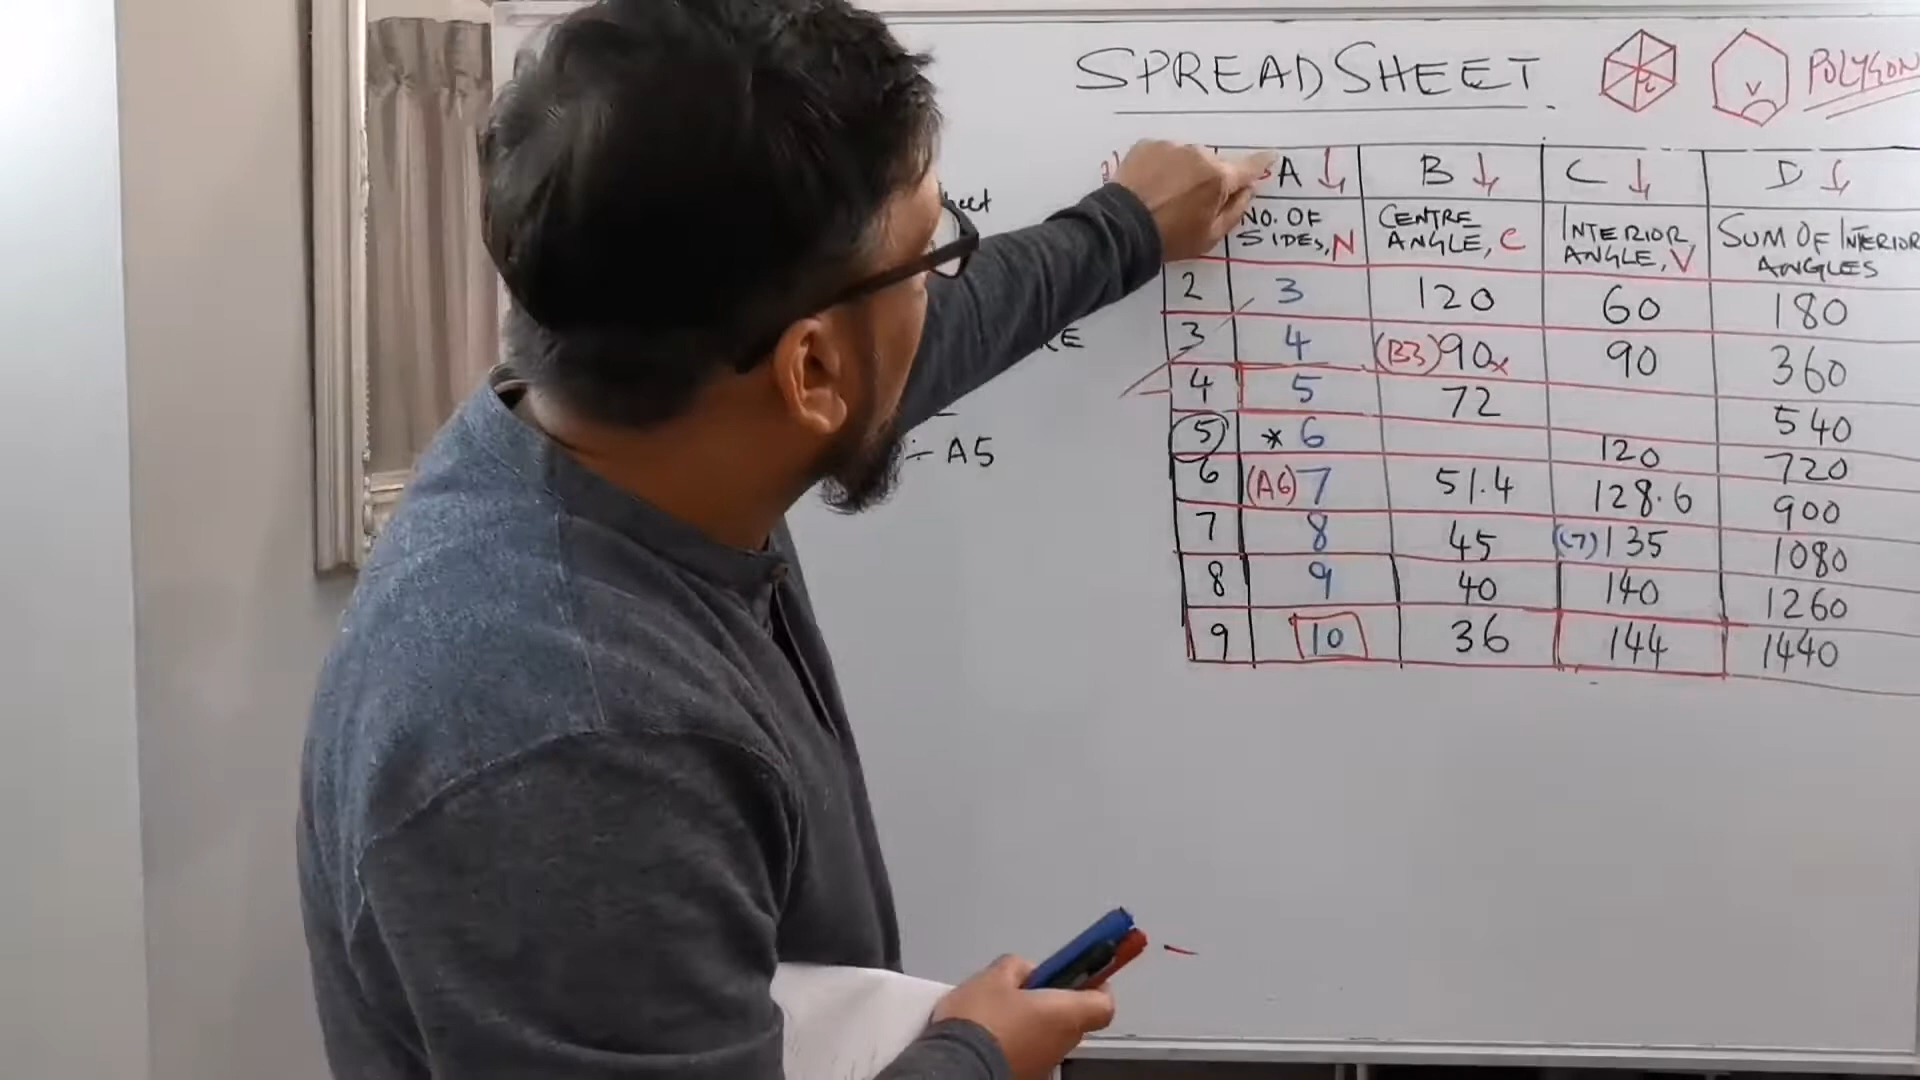 SPREADSHEET
POLYGON
A B C D
NO. OF SIDES, N
CENTRE ANGLE, C
INTERIOR ANGLE, V
SUM OF INTERIOR ANGLES
2 3 120 60 180
3 4 (B3) 90x 90 360
4 5 72 540
5 * 6 120 720
6 (A6) 7 51.4 128.6 900
7 8 45 (C7) 135 1080
8 9 40 140 1260
9 10 36 144 1440
c
V
÷ A5